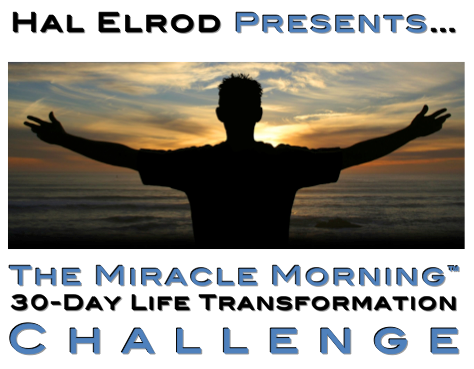 Hal Elrod Presents...
The Miracle Morning™
30-Day Life Transformation
Challenge